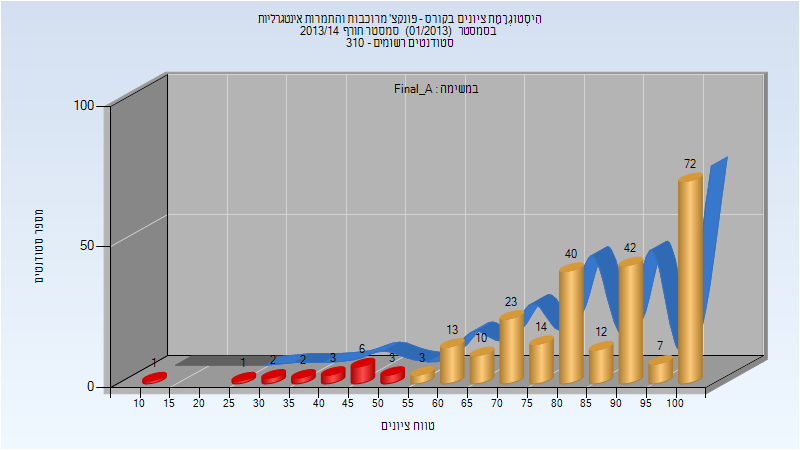 היסטוגרמת ציונים בקורס - פונקצ' מרוכבות והתמרות אינטגרליות
בסמסטר (01/2013) סמסטר חורף 2013/14
סטודנטים רשומים - 310
במשימה : Final_A
100
50
0
מספר סטודנטים
1
1
2
2
3
6
3
3
13
10
23
14
40
12
42
7
72
10 15 20 25 30 35 40 45 50 55 60 65 70 75 80 85 90 95 100
טווח ציונים